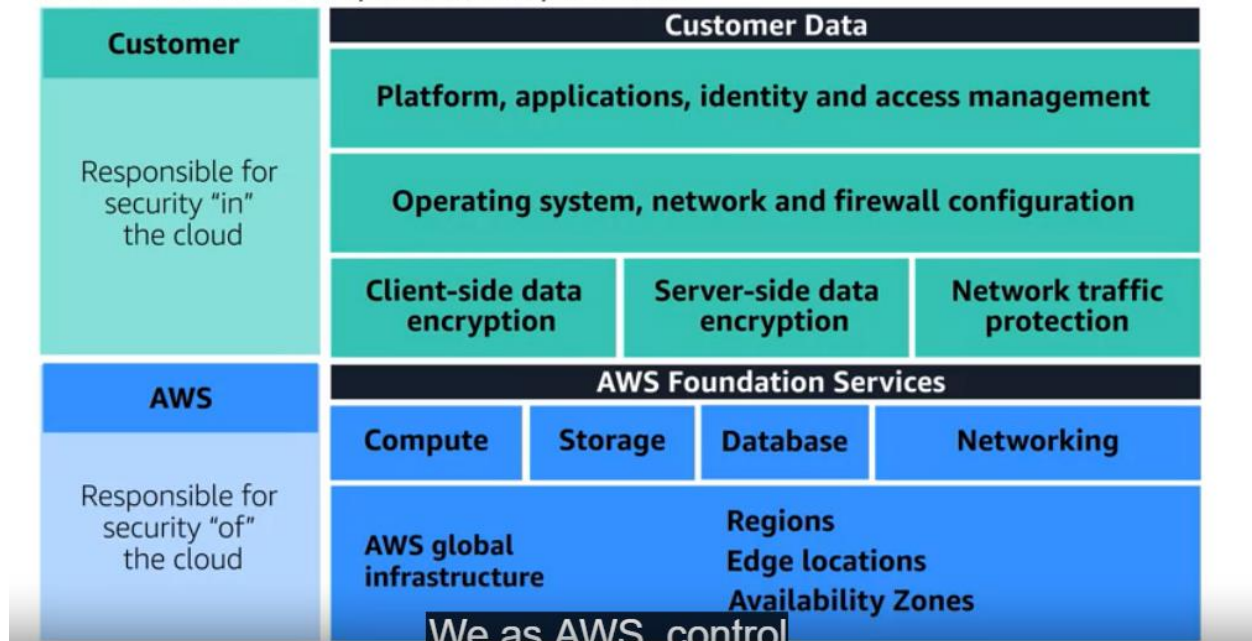 Customer
Responsible for
security “in”
the cloud
Customer Data
Platform, applications, identity and access management
Operating system, network and firewall configuration
Client-side data
encryption
Server-side data
encryption
Network traffic
protection
AWS
Responsible for
security “of”
the cloud
AWS Foundation Services
Compute
Storage
Database
Networking
AWS global
infrastructure
Regions
Edge locations
Availability Zones
We as AWS, control